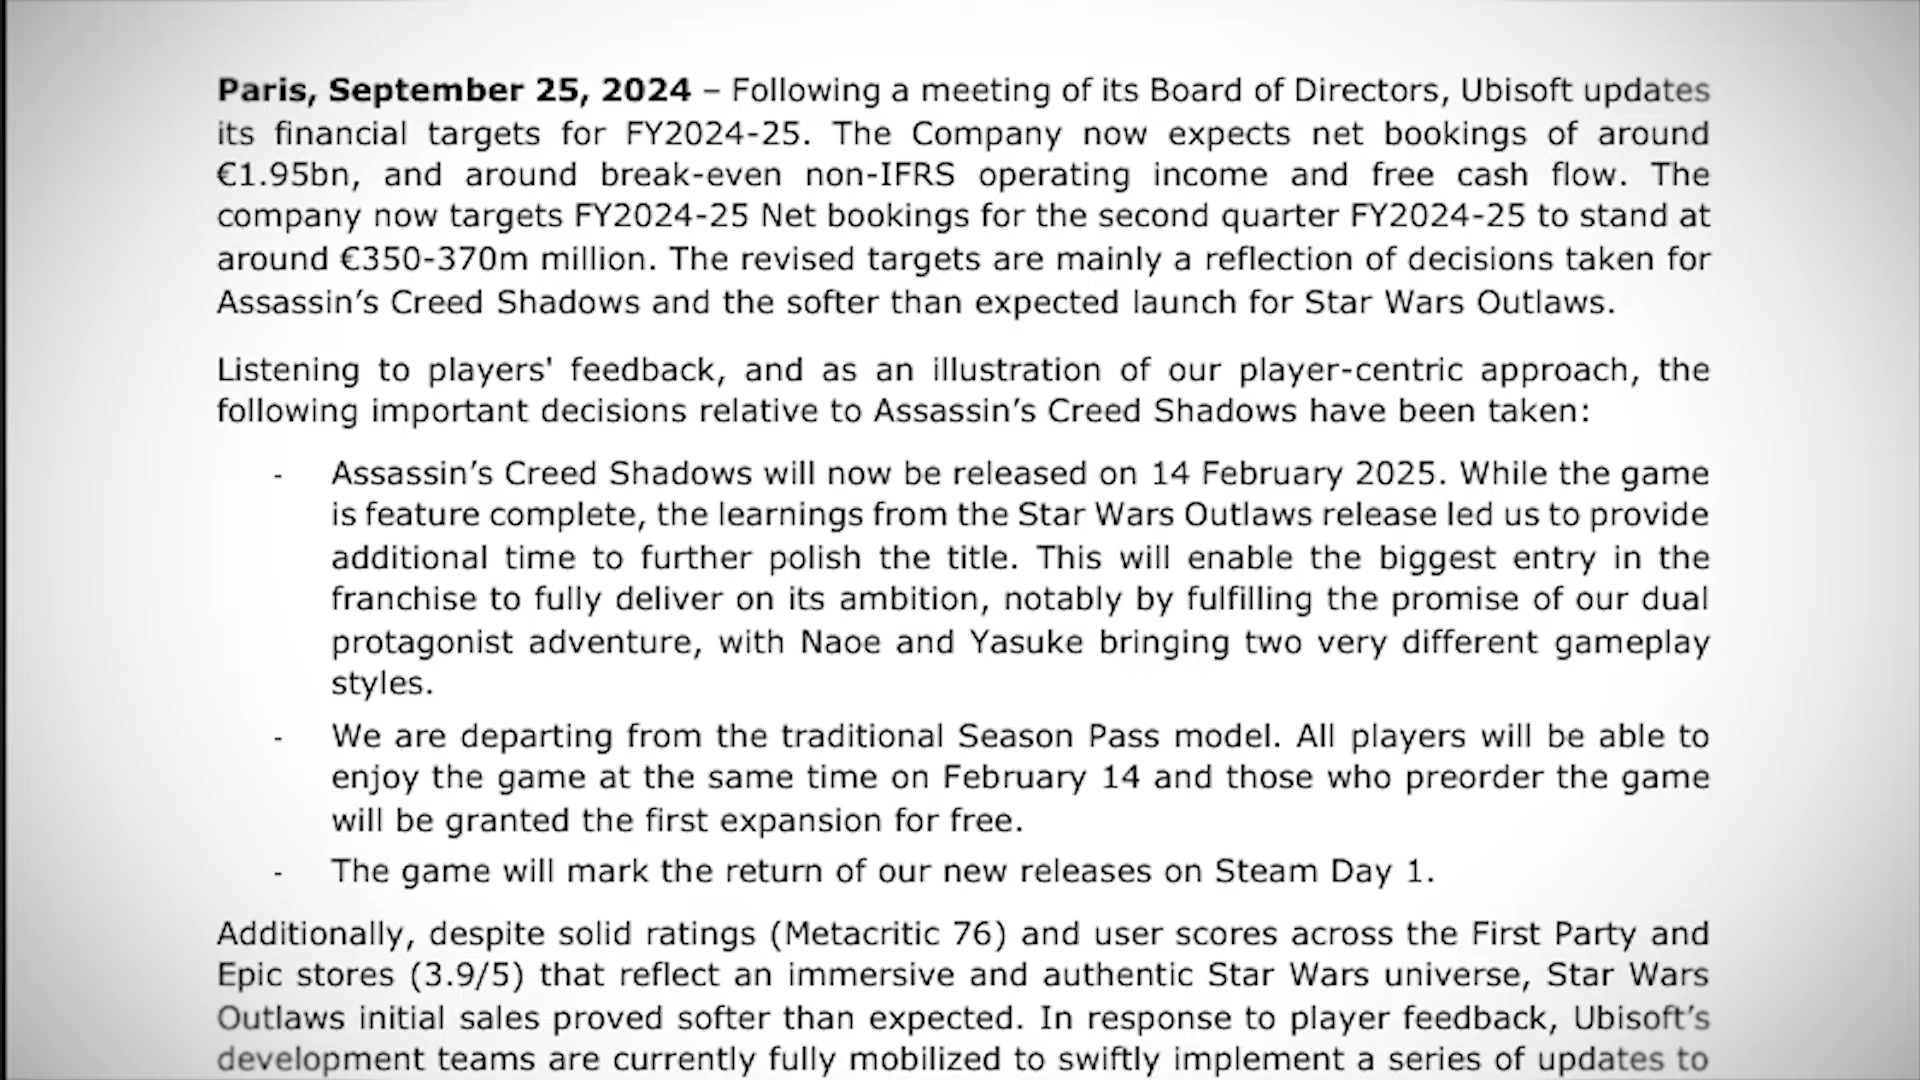 Paris, September 25, 2024 – Following a meeting of its Board of Directors, Ubisoft updates
its financial targets for FY2024-25. The Company now expects net bookings of around
€1.95bn, and around break-even non-IFRS operating income and free cash flow. The
company now targets FY2024-25 Net bookings for the second quarter FY2024-25 to stand at
around €350-370m million. The revised targets are mainly a reflection of decisions taken for
Assassin’s Creed Shadows and the softer than expected launch for Star Wars Outlaws.
Listening to players' feedback, and as an illustration of our player-centric approach, the
following important decisions relative to Assassin’s Creed Shadows have been taken:
- Assassin’s Creed Shadows will now be released on 14 February 2025. While the game
is feature complete, the learnings from the Star Wars Outlaws release led us to provide
additional time to further polish the title. This will enable the biggest entry in the
franchise to fully deliver on its ambition, notably by fulfilling the promise of our dual
protagonist adventure, with Naoe and Yasuke bringing two very different gameplay
styles.
- We are departing from the traditional Season Pass model. All players will be able to
enjoy the game at the same time on February 14 and those who preorder the game
will be granted the first expansion for free.
- The game will mark the return of our new releases on Steam Day 1.
Additionally, despite solid ratings (Metacritic 76) and user scores across the First Party and
Epic stores (3.9/5) that reflect an immersive and authentic Star Wars universe, Star Wars
Outlaws initial sales proved softer than expected. In response to player feedback, Ubisoft’s
development teams are currently fully mobilized to swiftly implement a series of updates to